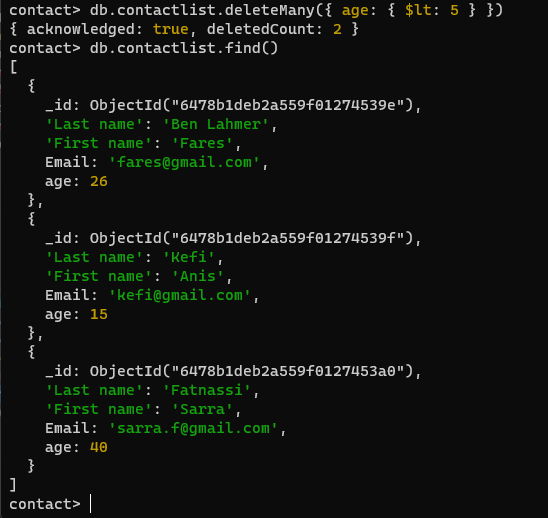 contact> db.contactlist.deleteMany({ age: { $lt: 5 } })
{ acknowledged: true, deletedCount: 2 }
contact> db.contactlist.find()
[
  {
    _id: ObjectId("6478b1deb2a559f01274539e"),
    'Last name': 'Ben Lahmer',
    'First name': 'Fares',
    Email: 'fares@gmail.com',
    age: 26
  },
  {
    _id: ObjectId("6478b1deb2a559f01274539f"),
    'Last name': 'Kefi',
    'First name': 'Anis',
    Email: 'kefi@gmail.com',
    age: 15
  },
  {
    _id: ObjectId("6478b1deb2a559f0127453a0"),
    'Last name': 'Fatnassi',
    'First name': 'Sarra',
    Email: 'sarra.f@gmail.com',
    age: 40
  }
]
contact>